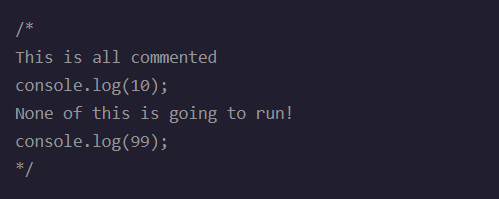 /*
This is all commented
console.log(10);
None of this is going to run!
console.log(99);
*/